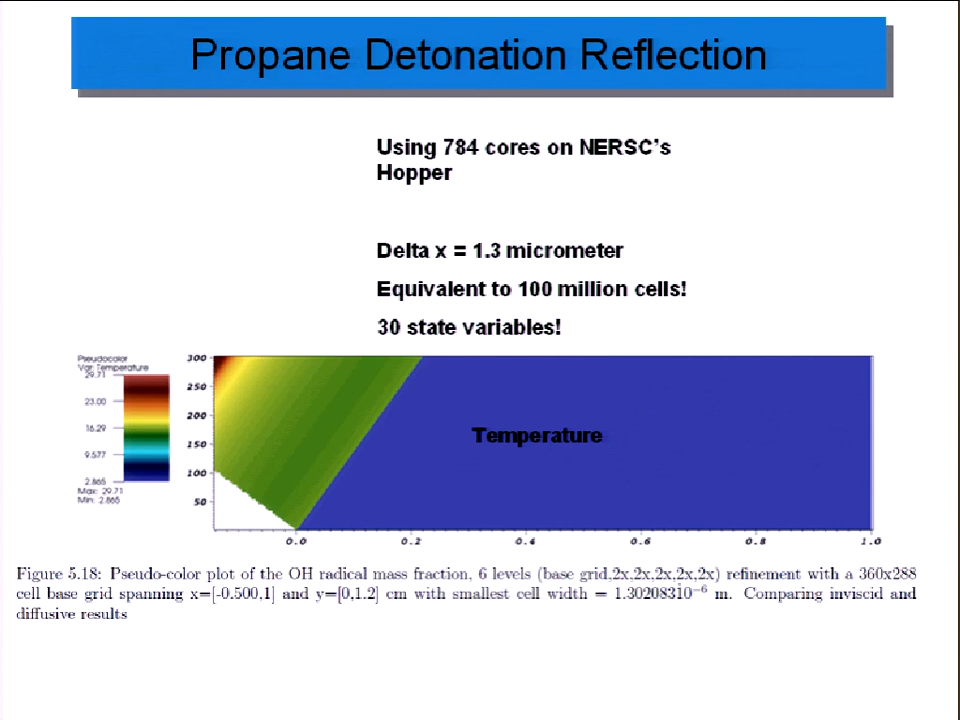 Propane Detonation Reflection
Using 784 cores on NERSC's
Hopper
Delta x = 1.3 micrometer
Equivalent to 100 million cells!
30 state variables!
Pseudocolor
Var: Temperature
29.71
23.00
16.29
9.577
2.865
Max: 29.71
Min: 2.865
300
250
200
150
100
50
0.0 0.2 0.4 0.6 0.8 1.0
Temperature
Figure 5.18: Pseudo-color plot of the OH radical mass fraction, 6 levels (base grid,2x,2x,2x,2x,2x) refinement with a 360x288
cell base grid spanning x=[-0.500,1] and y=[0,1.2] cm with smallest cell width = 1.30208310⁻⁶ m. Comparing inviscid and
diffusive results